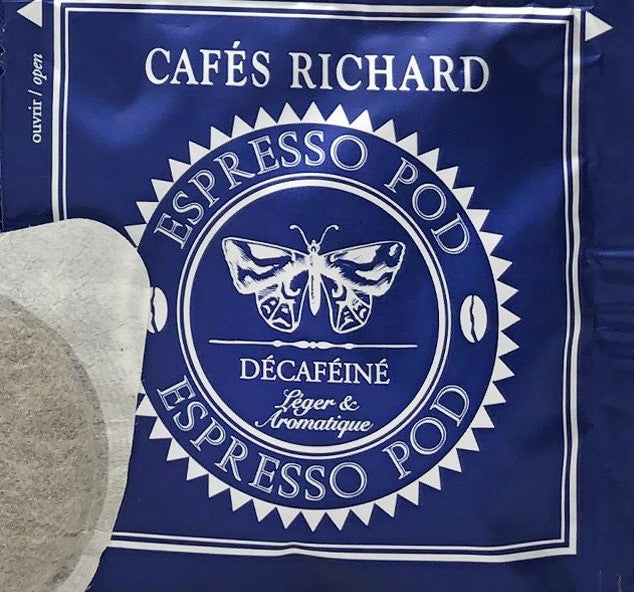 ouvrir / open
CAFÉS RICHARD
ESPRESSO POD
DÉCAFÉINÉ
Léger &
Aromatique
ESPRESSO POD